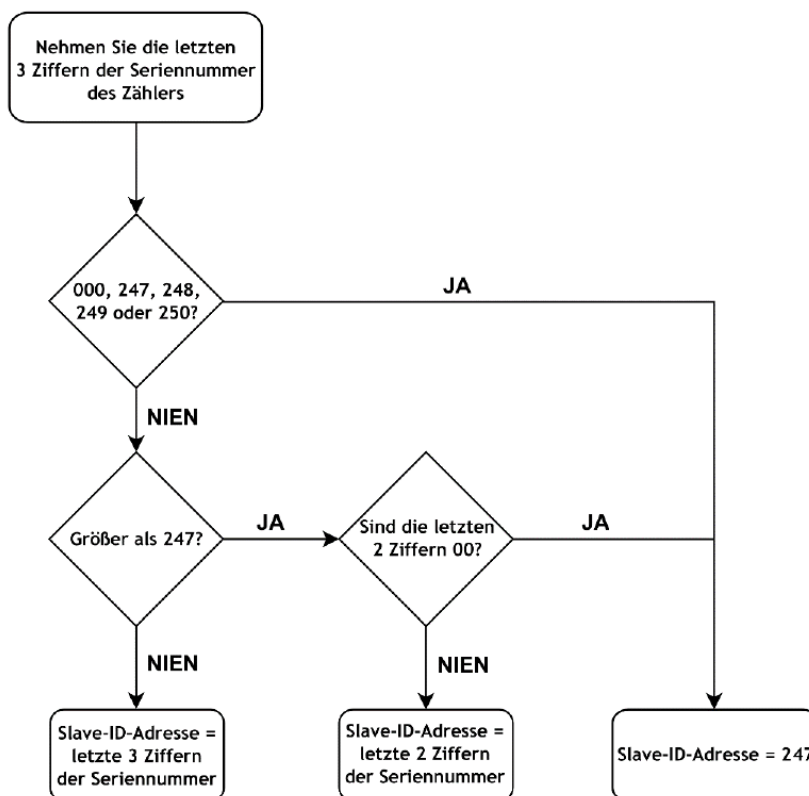 Nehmen Sie die letzten
3 Ziffern der Seriennummer
des Zählers
000, 247, 248,
249 oder 250?
JA
NIEN
Größer als 247?
JA
Sind die letzten
2 Ziffern 00?
JA
NIEN
NIEN
Slave-ID-Adresse =
letzte 3 Ziffern
der Seriennummer
Slave-ID-Adresse =
letzte 2 Ziffern
der Seriennummer
Slave-ID-Adresse = 247